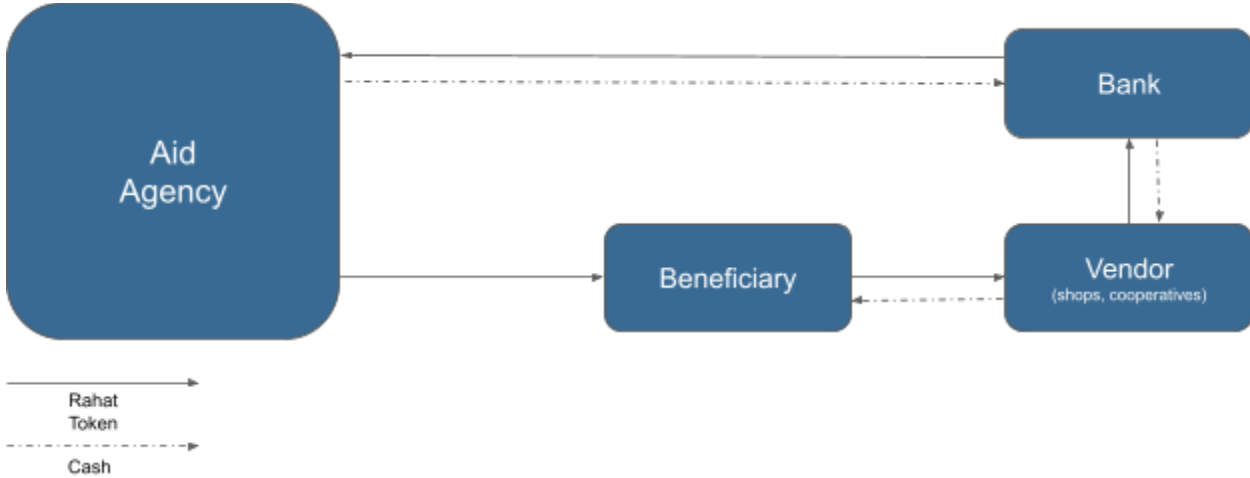 Aid
Agency
Bank
Beneficiary
Vendor
(shops, cooperatives)
Rahat
Token
Cash